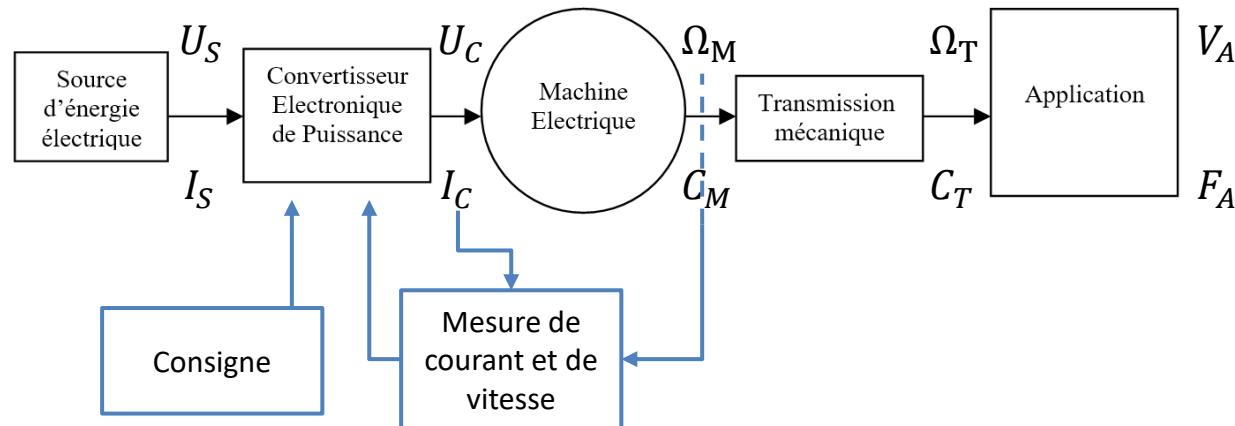 U_S
U_C
Ω_M
Ω_T
V_A
Source
d'énergie
électrique
Convertisseur
Electronique
de Puissance
Machine
Electrique
Transmission
mécanique
Application
I_S
I_C
C_M
C_T
F_A
Consigne
Mesure de
courant et de
vitesse